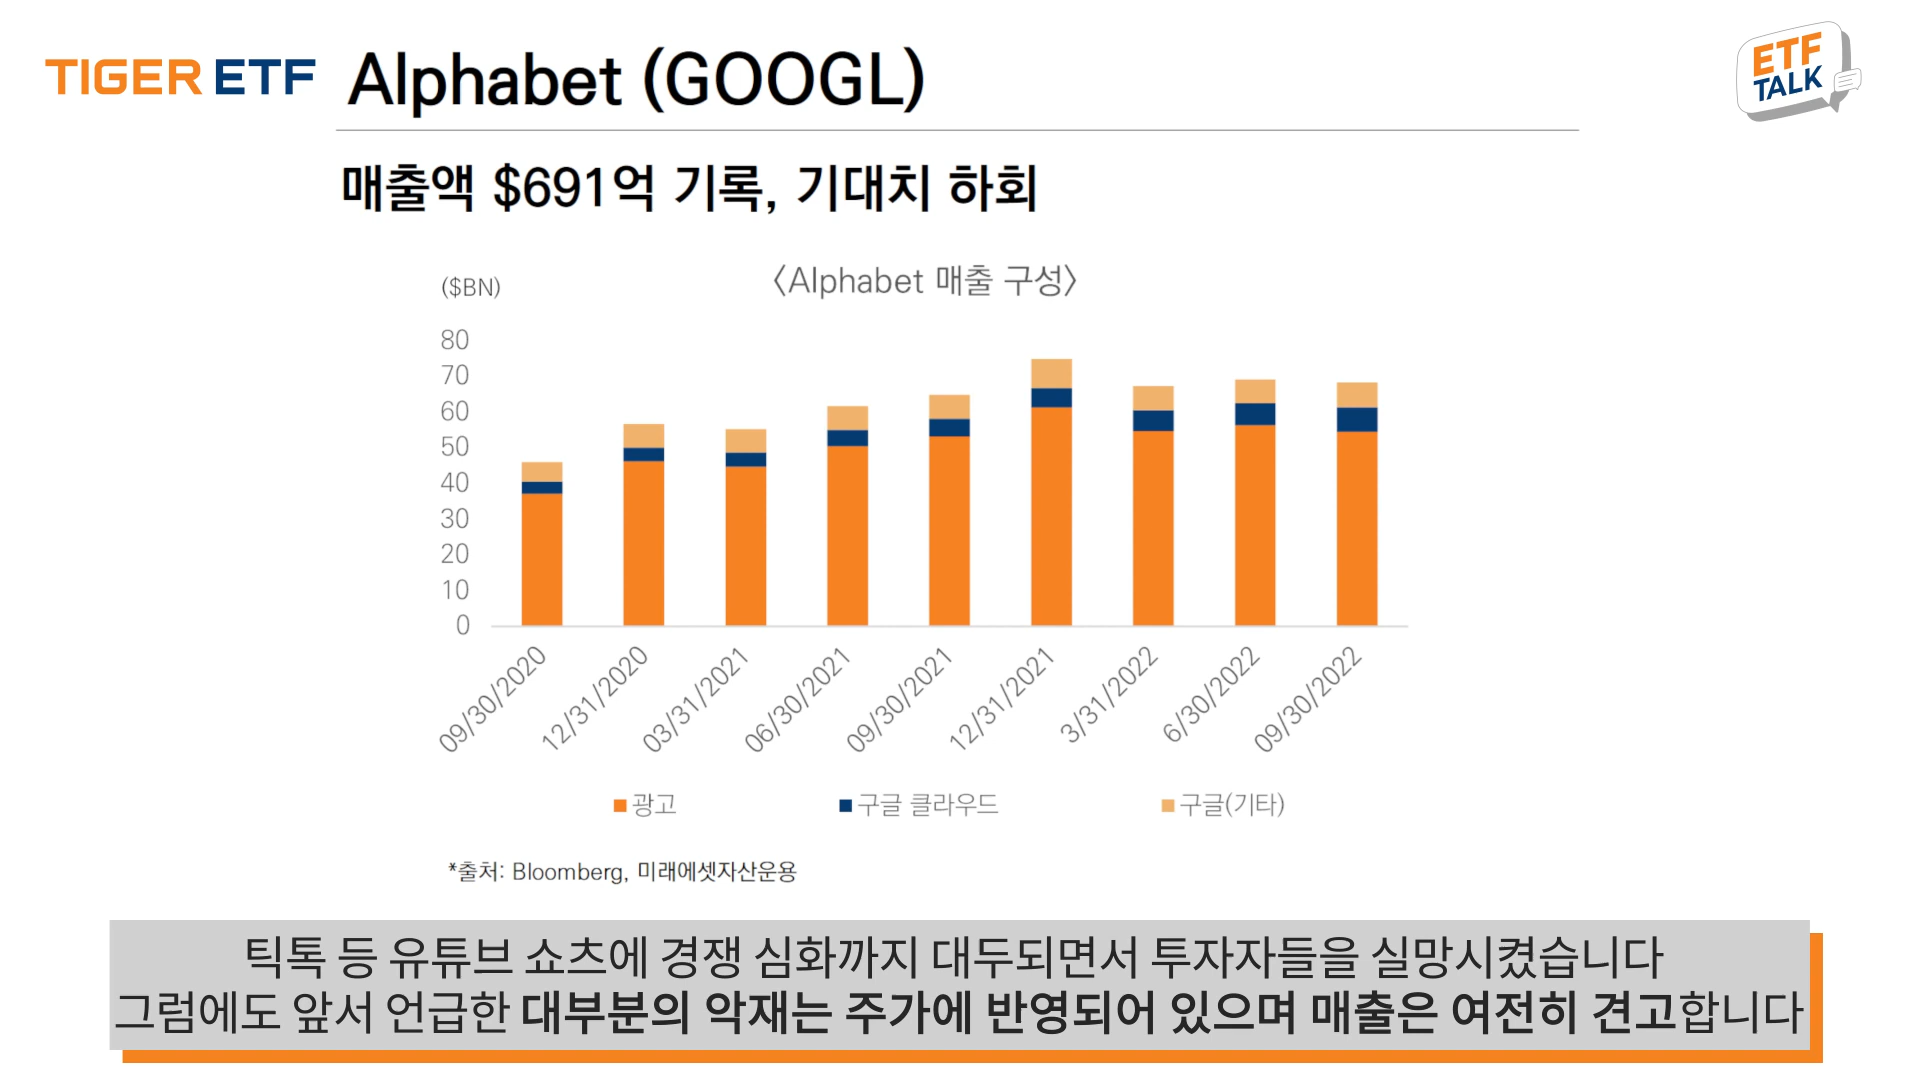 TIGER ETF
Alphabet (GOOGL)
ETF
TALK
매출액 $691억 기록, 기대치 하회
($BN)
<Alphabet 매출 구성>
80
70
60
50
40
30
20
10
0
09/30/2020
12/31/2020
03/31/2021
06/30/2021
09/30/2021
12/31/2021
3/31/2022
6/30/2022
09/30/2022
광고
구글 클라우드
구글(기타)
*출처: Bloomberg, 미래에셋자산운용
틱톡 등 유튜브 쇼츠에 경쟁 심화까지 대두되면서 투자자들을 실망시켰습니다
그럼에도 앞서 언급한 대부분의 악재는 주가에 반영되어 있으며 매출은 여전히 견고합니다